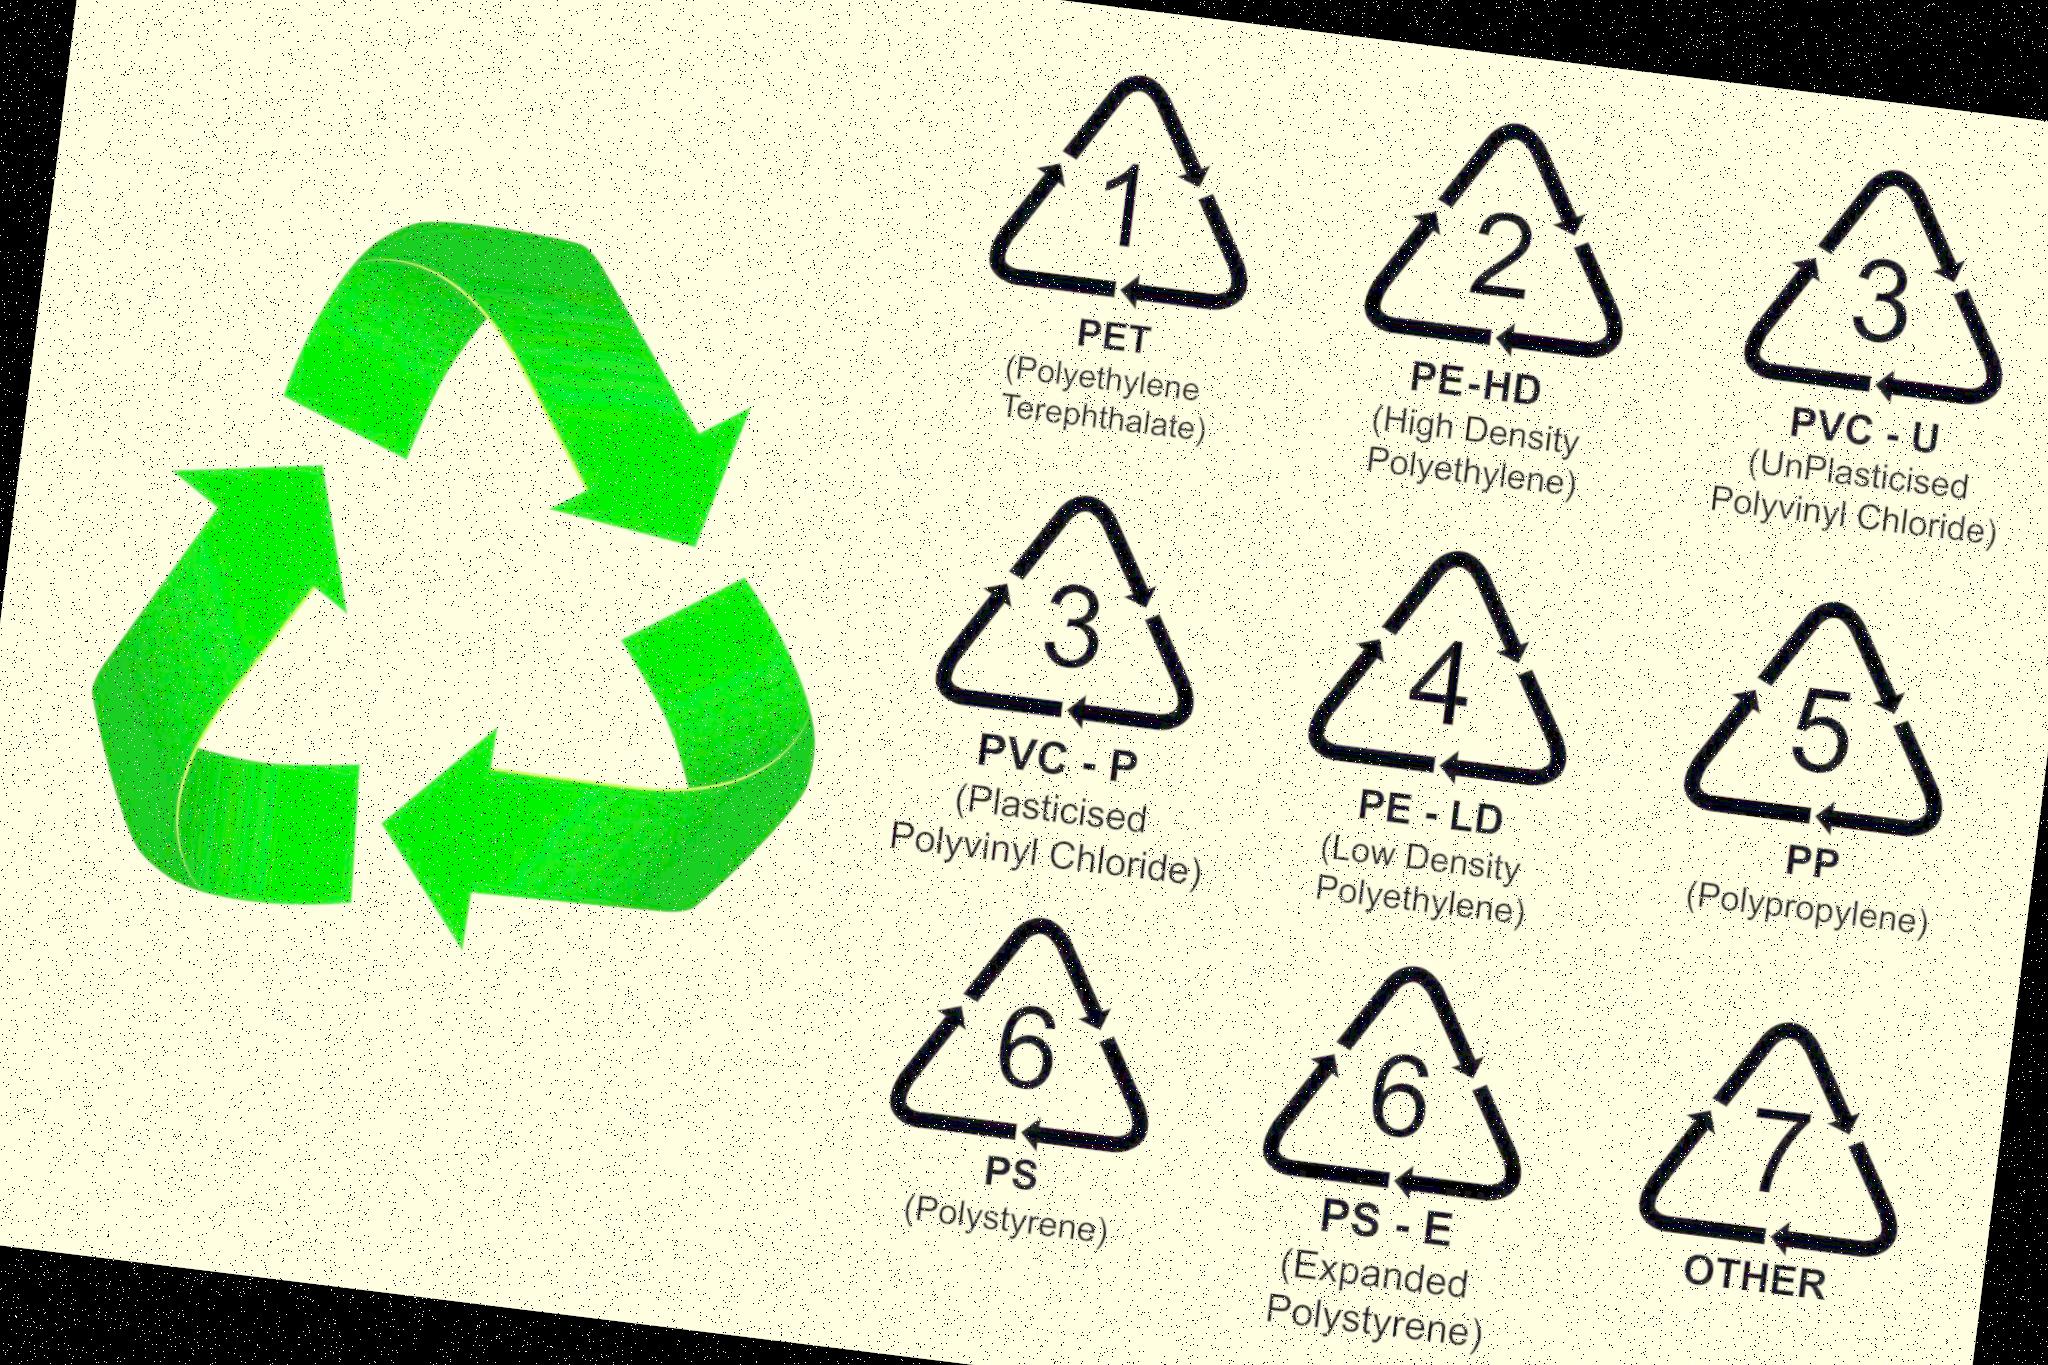 1
PET
(Polyethylene
Terephthalate)
2
PE-HD
(High Density
Polyethylene)
3
PVC - U
(UnPlasticised
Polyvinyl Chloride)
3
PVC - P
(Plasticised
Polyvinyl Chloride)
4
PE - LD
(Low Density
Polyethylene)
5
PP
(Polypropylene)
6
PS
(Polystyrene)
6
PS - E
(Expanded
Polystyrene)
7
OTHER